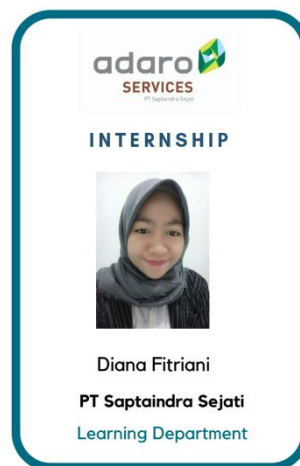 adaro
SERVICES
PT Saptaindra Sejati
INTERNSHIP
Diana Fitriani
PT Saptaindra Sejati
Learning Department